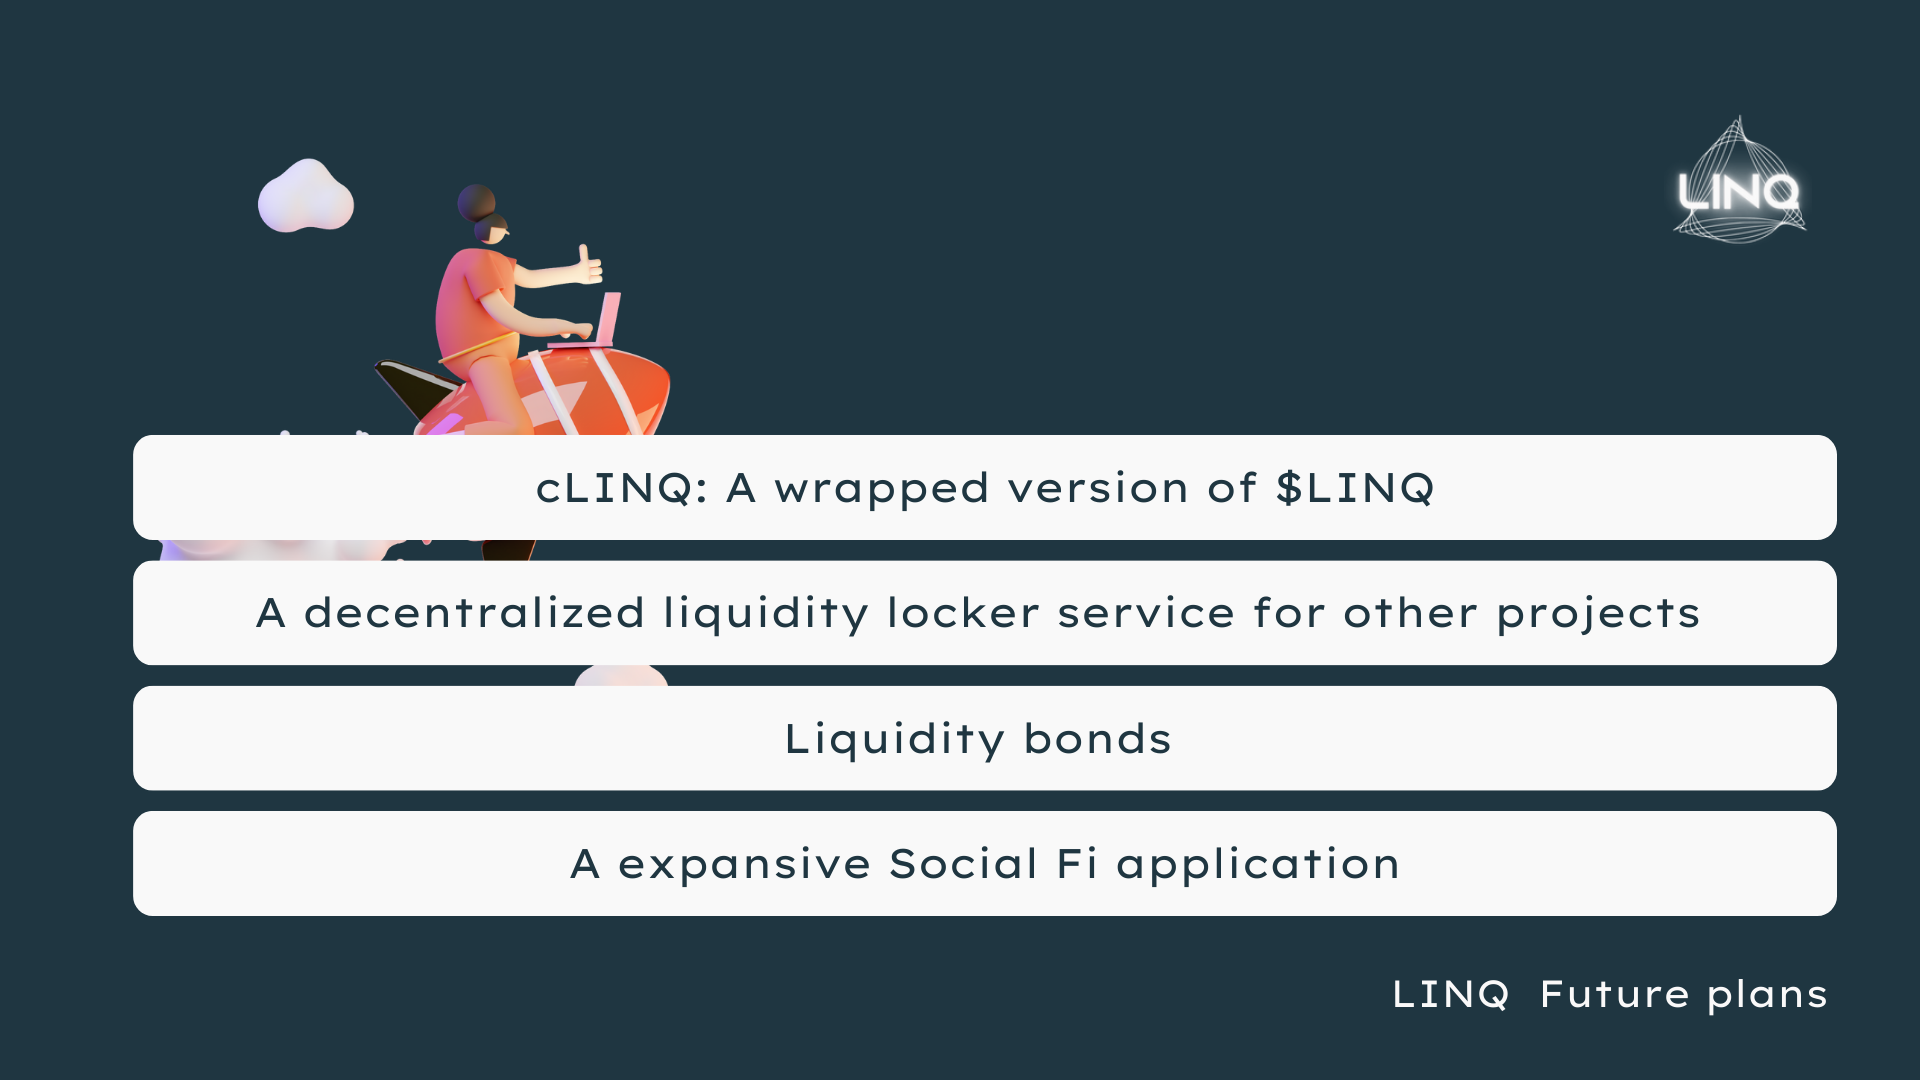 LINQ
cLINQ: A wrapped version of $LINQ
A decentralized liquidity locker service for other projects
Liquidity bonds
A expansive Social Fi application
LINQ Future plans